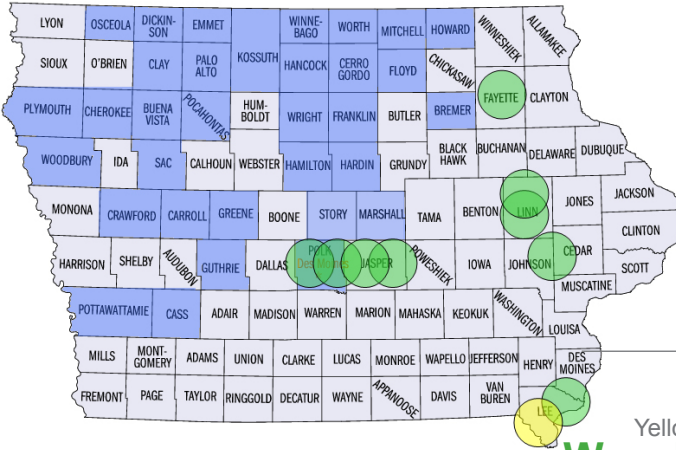 LYON
OSCEOLA
DICKIN-
SON
EMMET
WINNE-
BAGO
WORTH
MITCHELL
HOWARD
WINNESHIEK
ALLAMAKEE
SIOUX
O'BRIEN
CLAY
PALO
ALTO
KOSSUTH
HANCOCK
CERRO
GORDO
FLOYD
CHICKASAW
FAYETTE
CLAYTON
PLYMOUTH
CHEROKEE
BUENA
VISTA
POCAHONTAS
HUM-
BOLDT
WRIGHT
FRANKLIN
BUTLER
BREMER
WOODBURY
IDA
SAC
CALHOUN
WEBSTER
HAMILTON
HARDIN
GRUNDY
BLACK
HAWK
BUCHANAN
DELAWARE
DUBUQUE
MONONA
CRAWFORD
CARROLL
GREENE
BOONE
STORY
MARSHALL
TAMA
BENTON
LINN
JONES
JACKSON
CLINTON
HARRISON
SHELBY
AUDUBON
GUTHRIE
DALLAS
POLK
Des Moines
JASPER
POWESHIEK
IOWA
JOHNSON
CEDAR
SCOTT
MUSCATINE
POTTAWATTAMIE
CASS
ADAIR
MADISON
WARREN
MARION
MAHASKA
KEOKUK
WASHINGTON
LOUISA
MILLS
MONT-
GOMERY
ADAMS
UNION
CLARKE
LUCAS
MONROE
WAPELLO
JEFFERSON
HENRY
DES
MOINES
FREMONT
PAGE
TAYLOR
RINGGOLD
DECATUR
WAYNE
APPANOOSE
DAVIS
VAN
BUREN
LEE
Yello